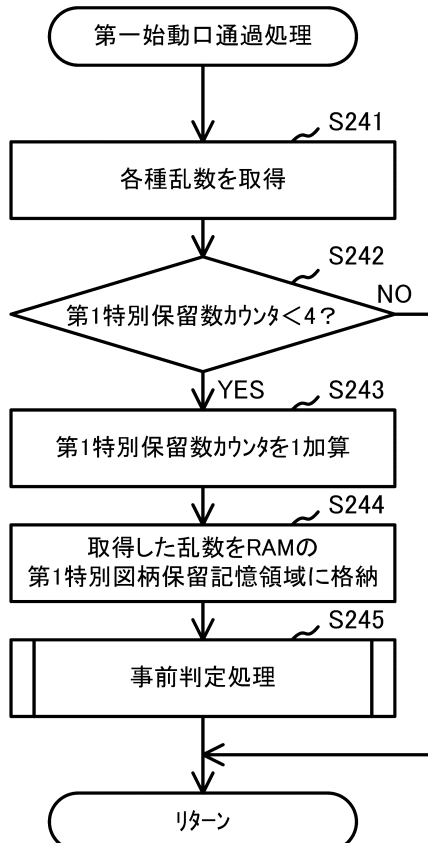 第一始動口通過処理
S241
各種乱数を取得
S242
第1特別保留数カウンタ<4?
NO
YES
S243
第1特別保留数カウンタを1加算
S244
取得した乱数をRAMの
第1特別図柄保留記憶領域に格納
S245
事前判定処理
リターン